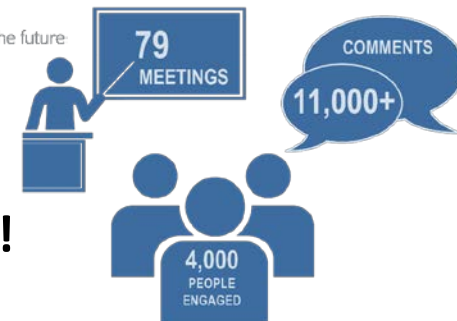 the future
79
MEETINGS
COMMENTS
11,000+
!
4,000
PEOPLE
ENGAGED